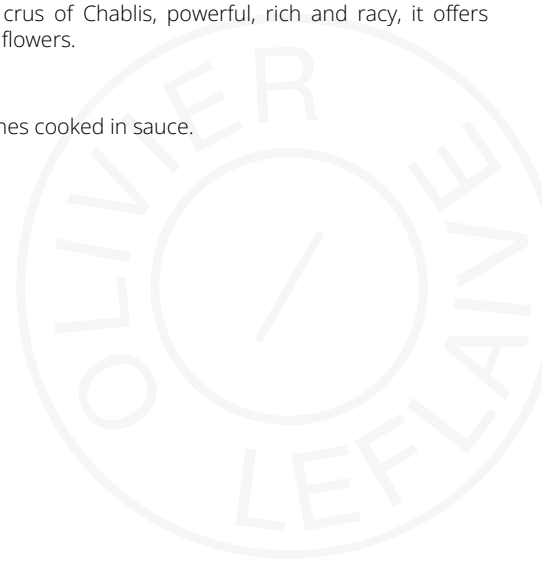 crus of Chablis, powerful, rich and racy, it offers
flowers.
nes cooked in sauce.
OLIVIER LEFLAIVE